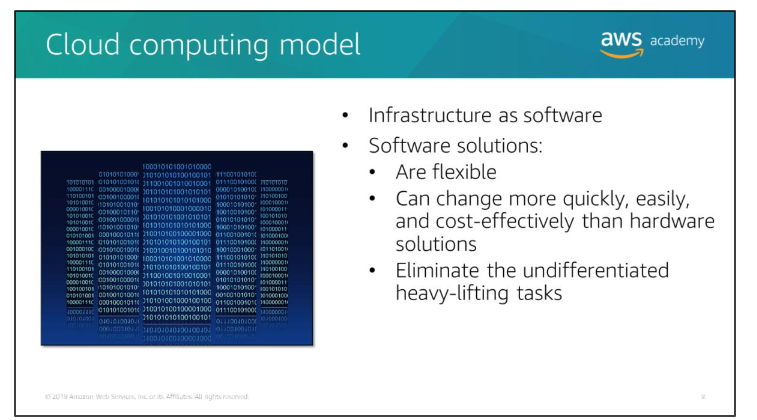 Cloud computing model
aws academy
• Infrastructure as software
• Software solutions:
• Are flexible
• Can change more quickly, easily,
and cost-effectively than hardware
solutions
• Eliminate the undifferentiated
heavy-lifting tasks
© 2019 Amazon Web Services, Inc. or its Affiliates. All rights reserved.